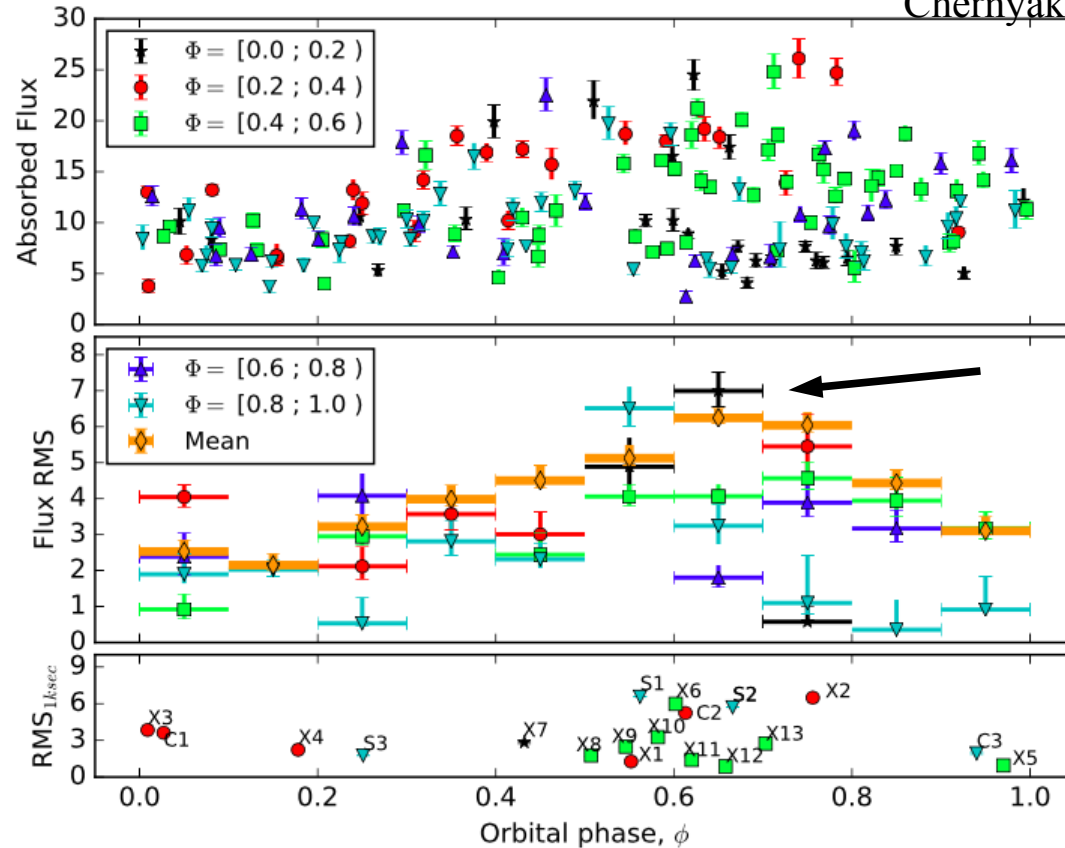 Chernyak
30
25
20
15
10
5
0
Absorbed Flux
Φ = [0.0 ; 0.2 )
Φ = [0.2 ; 0.4 )
Φ = [0.4 ; 0.6 )
8
7
6
5
4
3
2
1
0
Flux RMS
Φ = [0.6 ; 0.8 )
Φ = [0.8 ; 1.0 )
Mean
9
6
3
0
RMS1ksec
X3
C1
X4
S3
X7
X8
X9
X10
S1
X6
C2
X1
X11
X12
S2
X13
X2
C3
X5
0.0 0.2 0.4 0.6 0.8 1.0
Orbital phase, ϕ